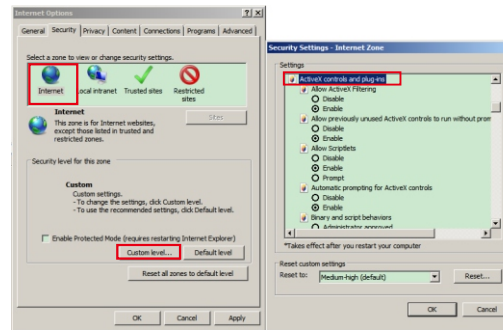 Internet Options
General Security Privacy Content Connections Programs Advanced
Select a zone to view or change security settings.
Internet
Local intranet
Trusted sites
Restricted sites
Internet
This zone is for Internet websites,
except those listed in trusted and
restricted zones.
Sites
Security level for this zone
Custom
Custom settings.
- To change the settings, click Custom level.
- To use the recommended settings, click Default level.
Enable Protected Mode (requires restarting Internet Explorer)
Custom level...
Default level
Reset all zones to default level
OK
Cancel
Apply
Security Settings - Internet Zone
Settings
ActiveX controls and plug-ins
Allow ActiveX Filtering
Disable
Enable
Allow previously unused ActiveX controls to run without prom
Disable
Enable
Allow Scriptlets
Disable
Enable
Prompt
Automatic prompting for ActiveX controls
Disable
Enable
Binary and script behaviors
Administrator approved
*Takes effect after you restart your computer
Reset custom settings
Reset to:
Medium-high (default)
Reset...
OK
Cancel